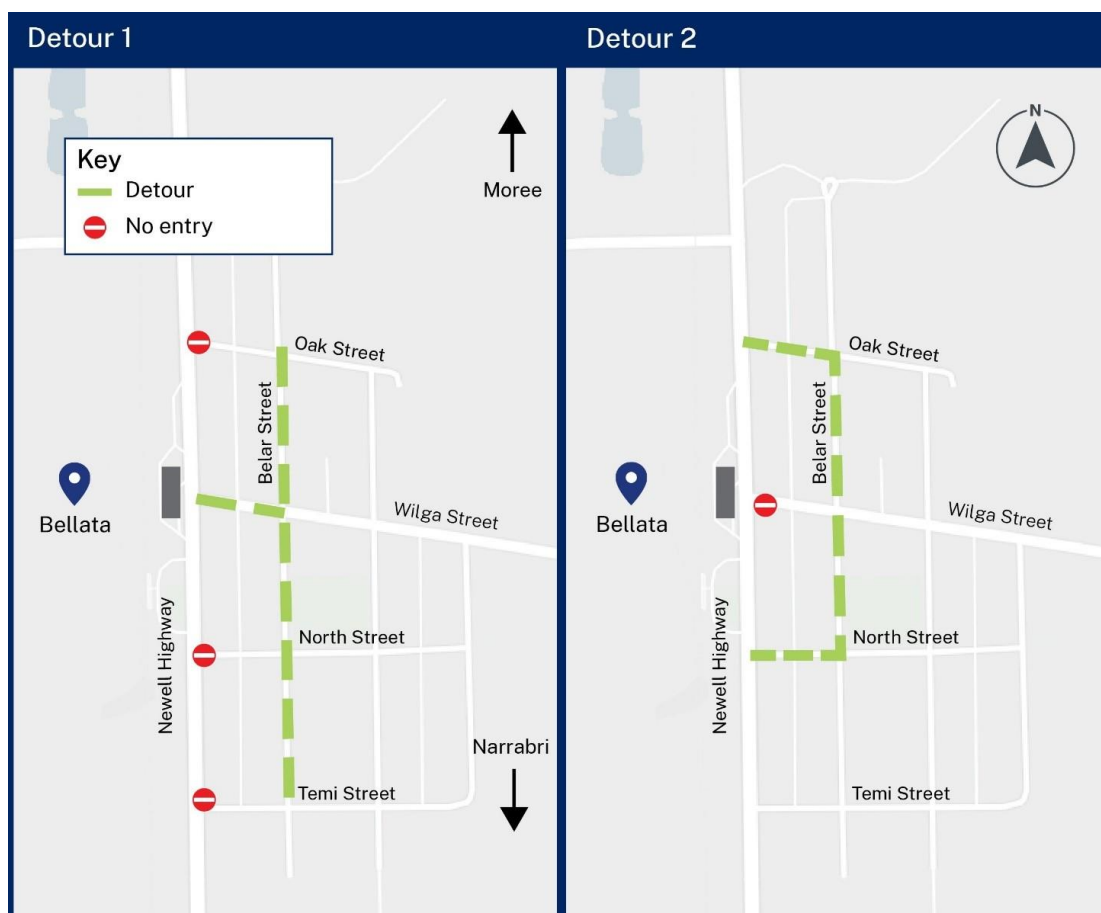 Detour 1
Key
Detour
No entry
Moree
Oak Street
Belar Street
Wilga Street
Bellata
Newell Highway
North Street
Narrabri
Temi Street
Detour 2
N
Oak Street
Belar Street
Wilga Street
Bellata
Newell Highway
North Street
Temi Street